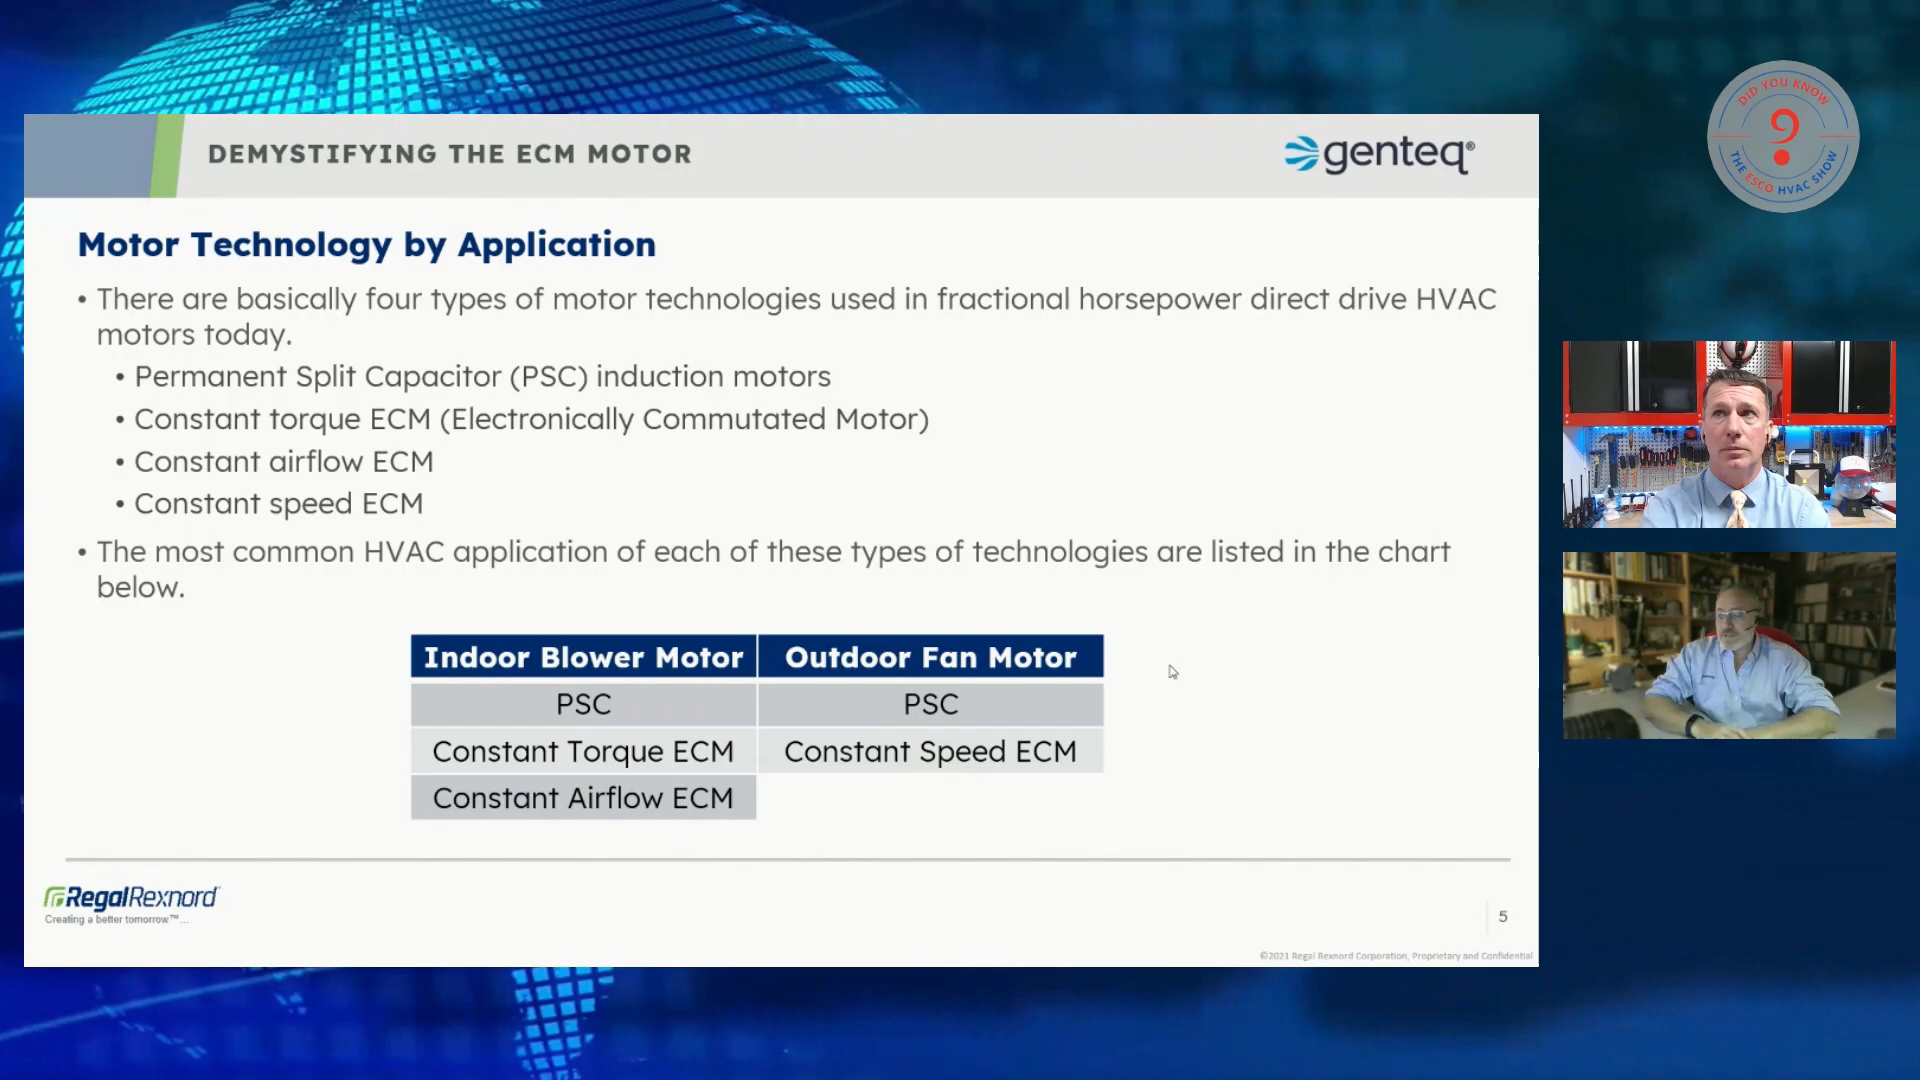 DEMYSTIFYING THE ECM MOTOR
genteq®
DID YOU KNOW
?
THE ESCO HVAC SHOW
Motor Technology by Application
• There are basically four types of motor technologies used in fractional horsepower direct drive HVAC
motors today.
• Permanent Split Capacitor (PSC) induction motors
• Constant torque ECM (Electronically Commutated Motor)
• Constant airflow ECM
• Constant speed ECM
• The most common HVAC application of each of these types of technologies are listed in the chart
below.
Indoor Blower Motor Outdoor Fan Motor
PSC PSC
Constant Torque ECM Constant Speed ECM
Constant Airflow ECM
RegalRexnord
Creating a better tomorrow™...
5
©2021 Regal Rexnord Corporation, Proprietary and Confidential